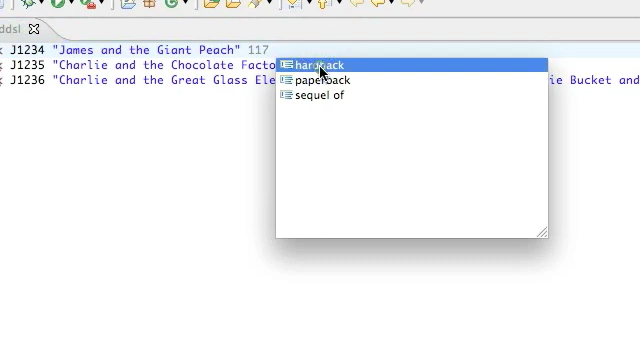 ddsl
J1234 "James and the Giant Peach" 117
J1235 "Charlie and the Chocolate Facto
J1236 "Charlie and the Great Glass Ele
ie Bucket and
hardback
paperback
sequel of